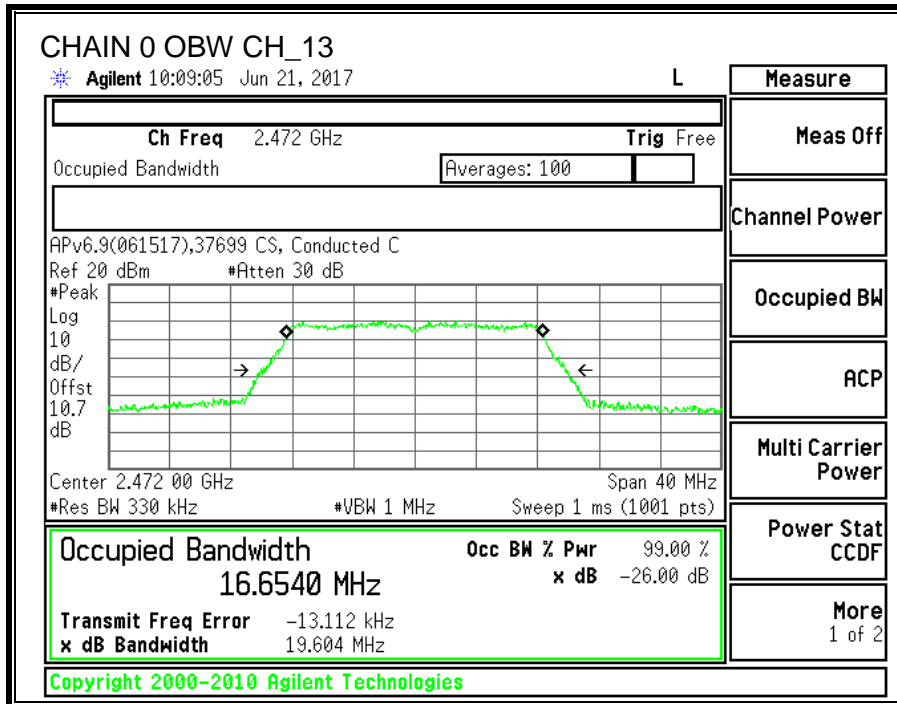 CHAIN 0 OBW CH_13
Agilent 10:09:05 Jun 21, 2017 L
Measure
Ch Freq 2.472 GHz Trig Free
Meas Off
Occupied Bandwidth Averages: 100
Channel Power
APv6.9(061517),37699 CS, Conducted C
Ref 20 dBm #Atten 30 dB
#Peak
Log
10
dB/
Offst
10.7
dB
Occupied BW
ACP
Center 2.472 00 GHz Span 40 MHz
#Res BW 330 kHz #VBW 1 MHz Sweep 1 ms (1001 pts)
Multi Carrier
Power
Occupied Bandwidth Occ BW % Pwr 99.00 %
16.6540 MHz x dB -26.00 dB
Transmit Freq Error -13.112 kHz
x dB Bandwidth 19.604 MHz
Power Stat
CCDF
More
1 of 2
Copyright 2000-2010 Agilent Technologies